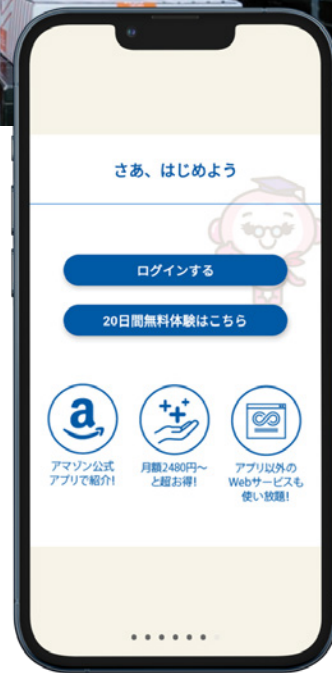 さあ、はじめよう
ログインする
20日間無料体験はこちら
a
アマゾン公式
アプリで紹介!
月額2480円〜
と超お得!
アプリ以外の
Webサービスも
使い放題!